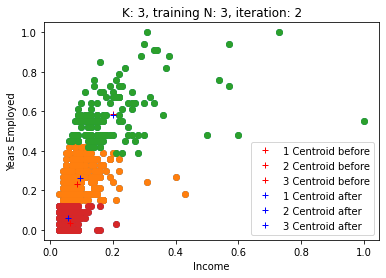 K: 3, training N: 3, iteration: 2
1.0
0.8
0.6
0.4
0.2
0.0
Years Employed
1 Centroid before
2 Centroid before
3 Centroid before
1 Centroid after
2 Centroid after
3 Centroid after
0.0 0.2 0.4 0.6 0.8 1.0
Income